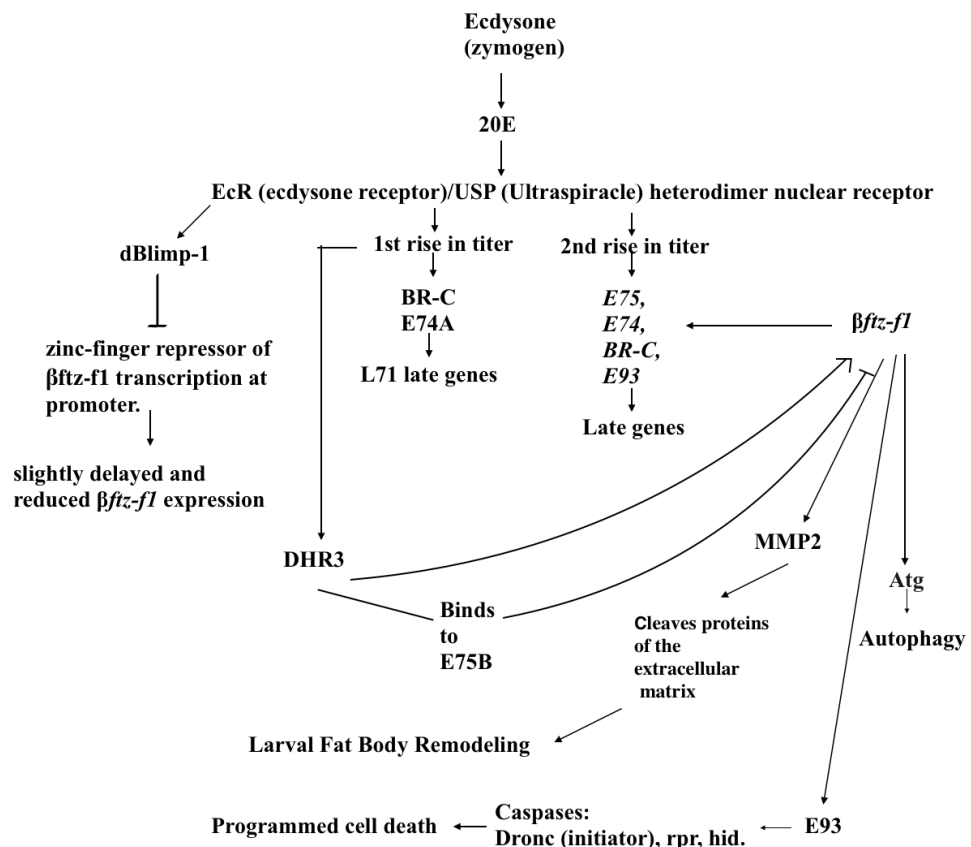 Ecdysone
(zymogen)
20E
EcR (ecdysone receptor)/USP (Ultraspiracle) heterodimer nuclear receptor
dBlimp-1
1st rise in titer
2nd rise in titer
BR-C
E74A
E75,
E74,
BR-C,
E93
βftz-f1
zinc-finger repressor of
βftz-f1 transcription at
promoter.
L71 late genes
Late genes
slightly delayed and
reduced βftz-f1 expression
DHR3
MMP2
Atg
Binds
to
E75B
Cleaves proteins
of the
extracellular
matrix
Autophagy
Larval Fat Body Remodeling
Programmed cell death
Caspases:
Dronc (initiator), rpr, hid.
E93